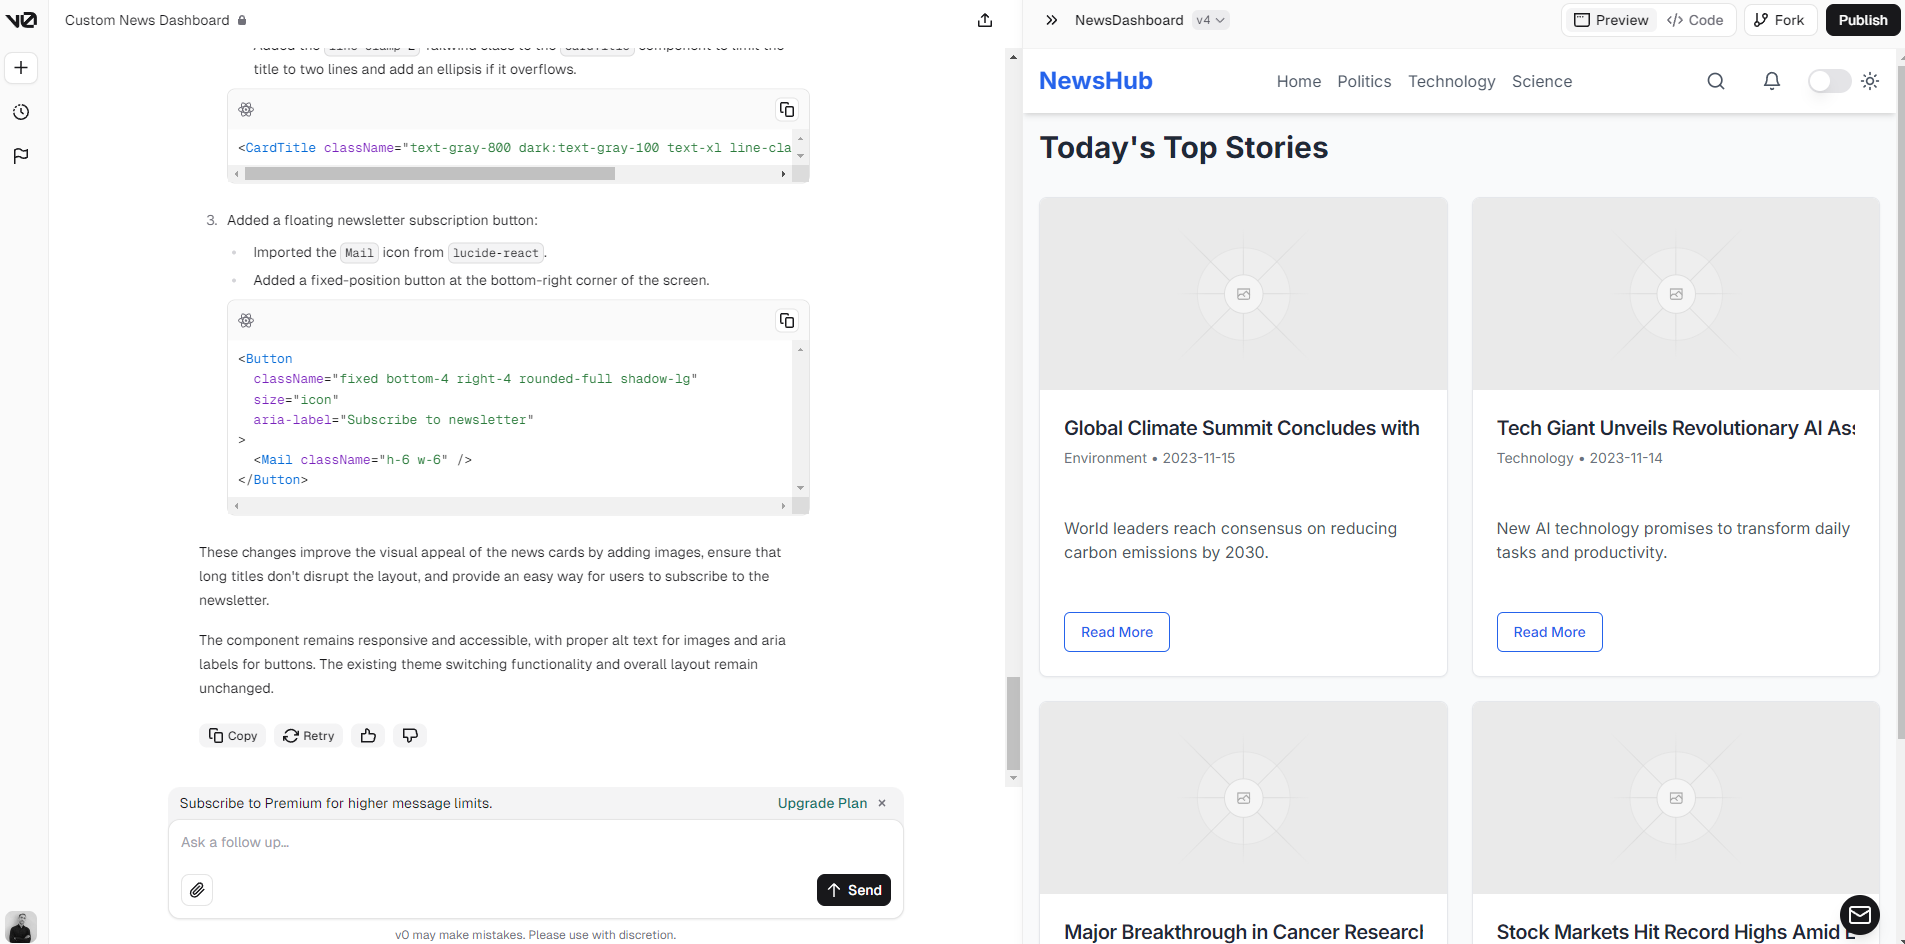 v0
Custom News Dashboard
title to two lines and add an ellipsis if it overflows.
<CardTitle className="text-gray-800 dark:text-gray-100 text-xl line-cla
3. Added a floating newsletter subscription button:
Imported the Mail icon from lucide-react.
Added a fixed-position button at the bottom-right corner of the screen.
<Button
className="fixed bottom-4 right-4 rounded-full shadow-lg"
size="icon"
aria-label="Subscribe to newsletter"
>
<Mail className="h-6 w-6" />
</Button>
These changes improve the visual appeal of the news cards by adding images, ensure that
long titles don't disrupt the layout, and provide an easy way for users to subscribe to the
newsletter.
The component remains responsive and accessible, with proper alt text for images and aria
labels for buttons. The existing theme switching functionality and overall layout remain
unchanged.
Copy Retry
Subscribe to Premium for higher message limits. Upgrade Plan ×
Ask a follow up...
Send
v0 may make mistakes. Please use with discretion.
NewsDashboard v4
Preview </> Code Fork Publish
NewsHub Home Politics Technology Science
Today's Top Stories
Global Climate Summit Concludes with
Environment • 2023-11-15
World leaders reach consensus on reducing
carbon emissions by 2030.
Read More
Tech Giant Unveils Revolutionary AI Ass
Technology • 2023-11-14
New AI technology promises to transform daily
tasks and productivity.
Read More
Major Breakthrough in Cancer Research
Stock Markets Hit Record Highs Amid